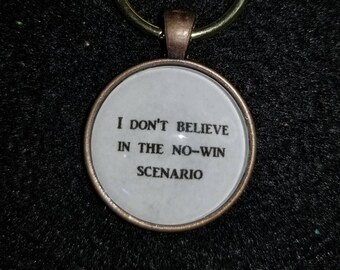 I DON'T BELIEVE
IN THE NO-WIN
SCENARIO